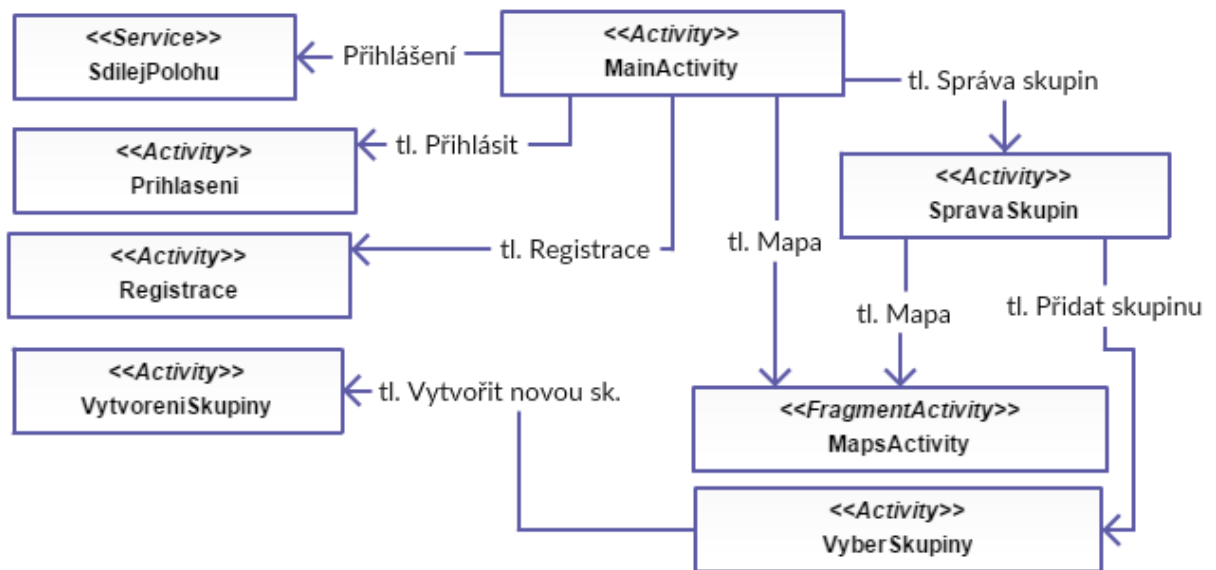 <<Service>>
SdilejPolohu
Přihlášení
<<Activity>>
MainActivity
tl. Správa skupin
<<Activity>>
Prihlaseni
tl. Přihlásit
<<Activity>>
SpravaSkupin
<<Activity>>
Registrace
tl. Registrace
tl. Mapa
tl. Mapa
tl. Přidat skupinu
<<Activity>>
VytvoreniSkupiny
tl. Vytvořit novou sk.
<<FragmentActivity>>
MapsActivity
<<Activity>>
VyberSkupiny